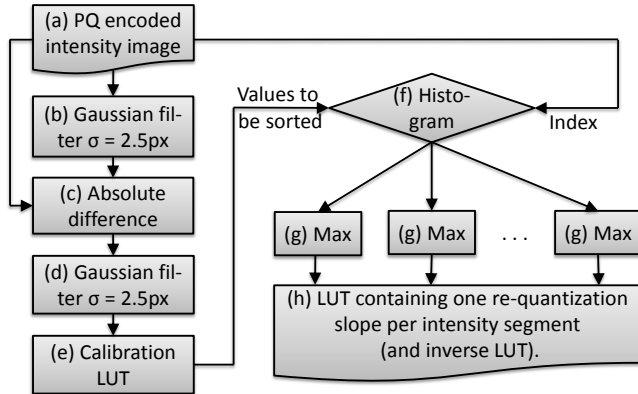 (a) PQ encoded
intensity image
(b) Gaussian fil-
ter σ = 2.5px
(c) Absolute
difference
(d) Gaussian fil-
ter σ = 2.5px
(e) Calibration
LUT
Values to
be sorted
(f) Histo-
gram
Index
(g) Max
(g) Max
. . .
(g) Max
(h) LUT containing one re-quantization
slope per intensity segment
(and inverse LUT).